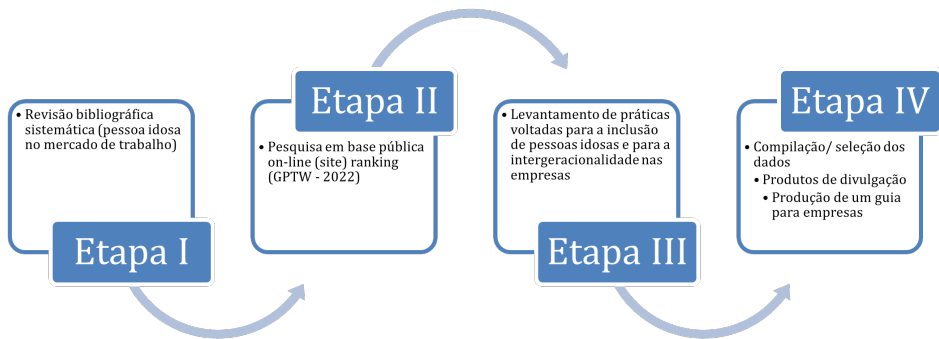 • Revisão bibliográfica
sistemática (pessoa idosa
no mercado de trabalho)
Etapa I
Etapa II
• Pesquisa em base pública
on-line (site) ranking
(GPTW - 2022)
• Levantamento de práticas
voltadas para a inclusão
de pessoas idosas e para a
intergeracionalidade nas
empresas
Etapa III
Etapa IV
• Compilação/ seleção dos
dados
• Produtos de divulgação
• Produção de um guia
para empresas